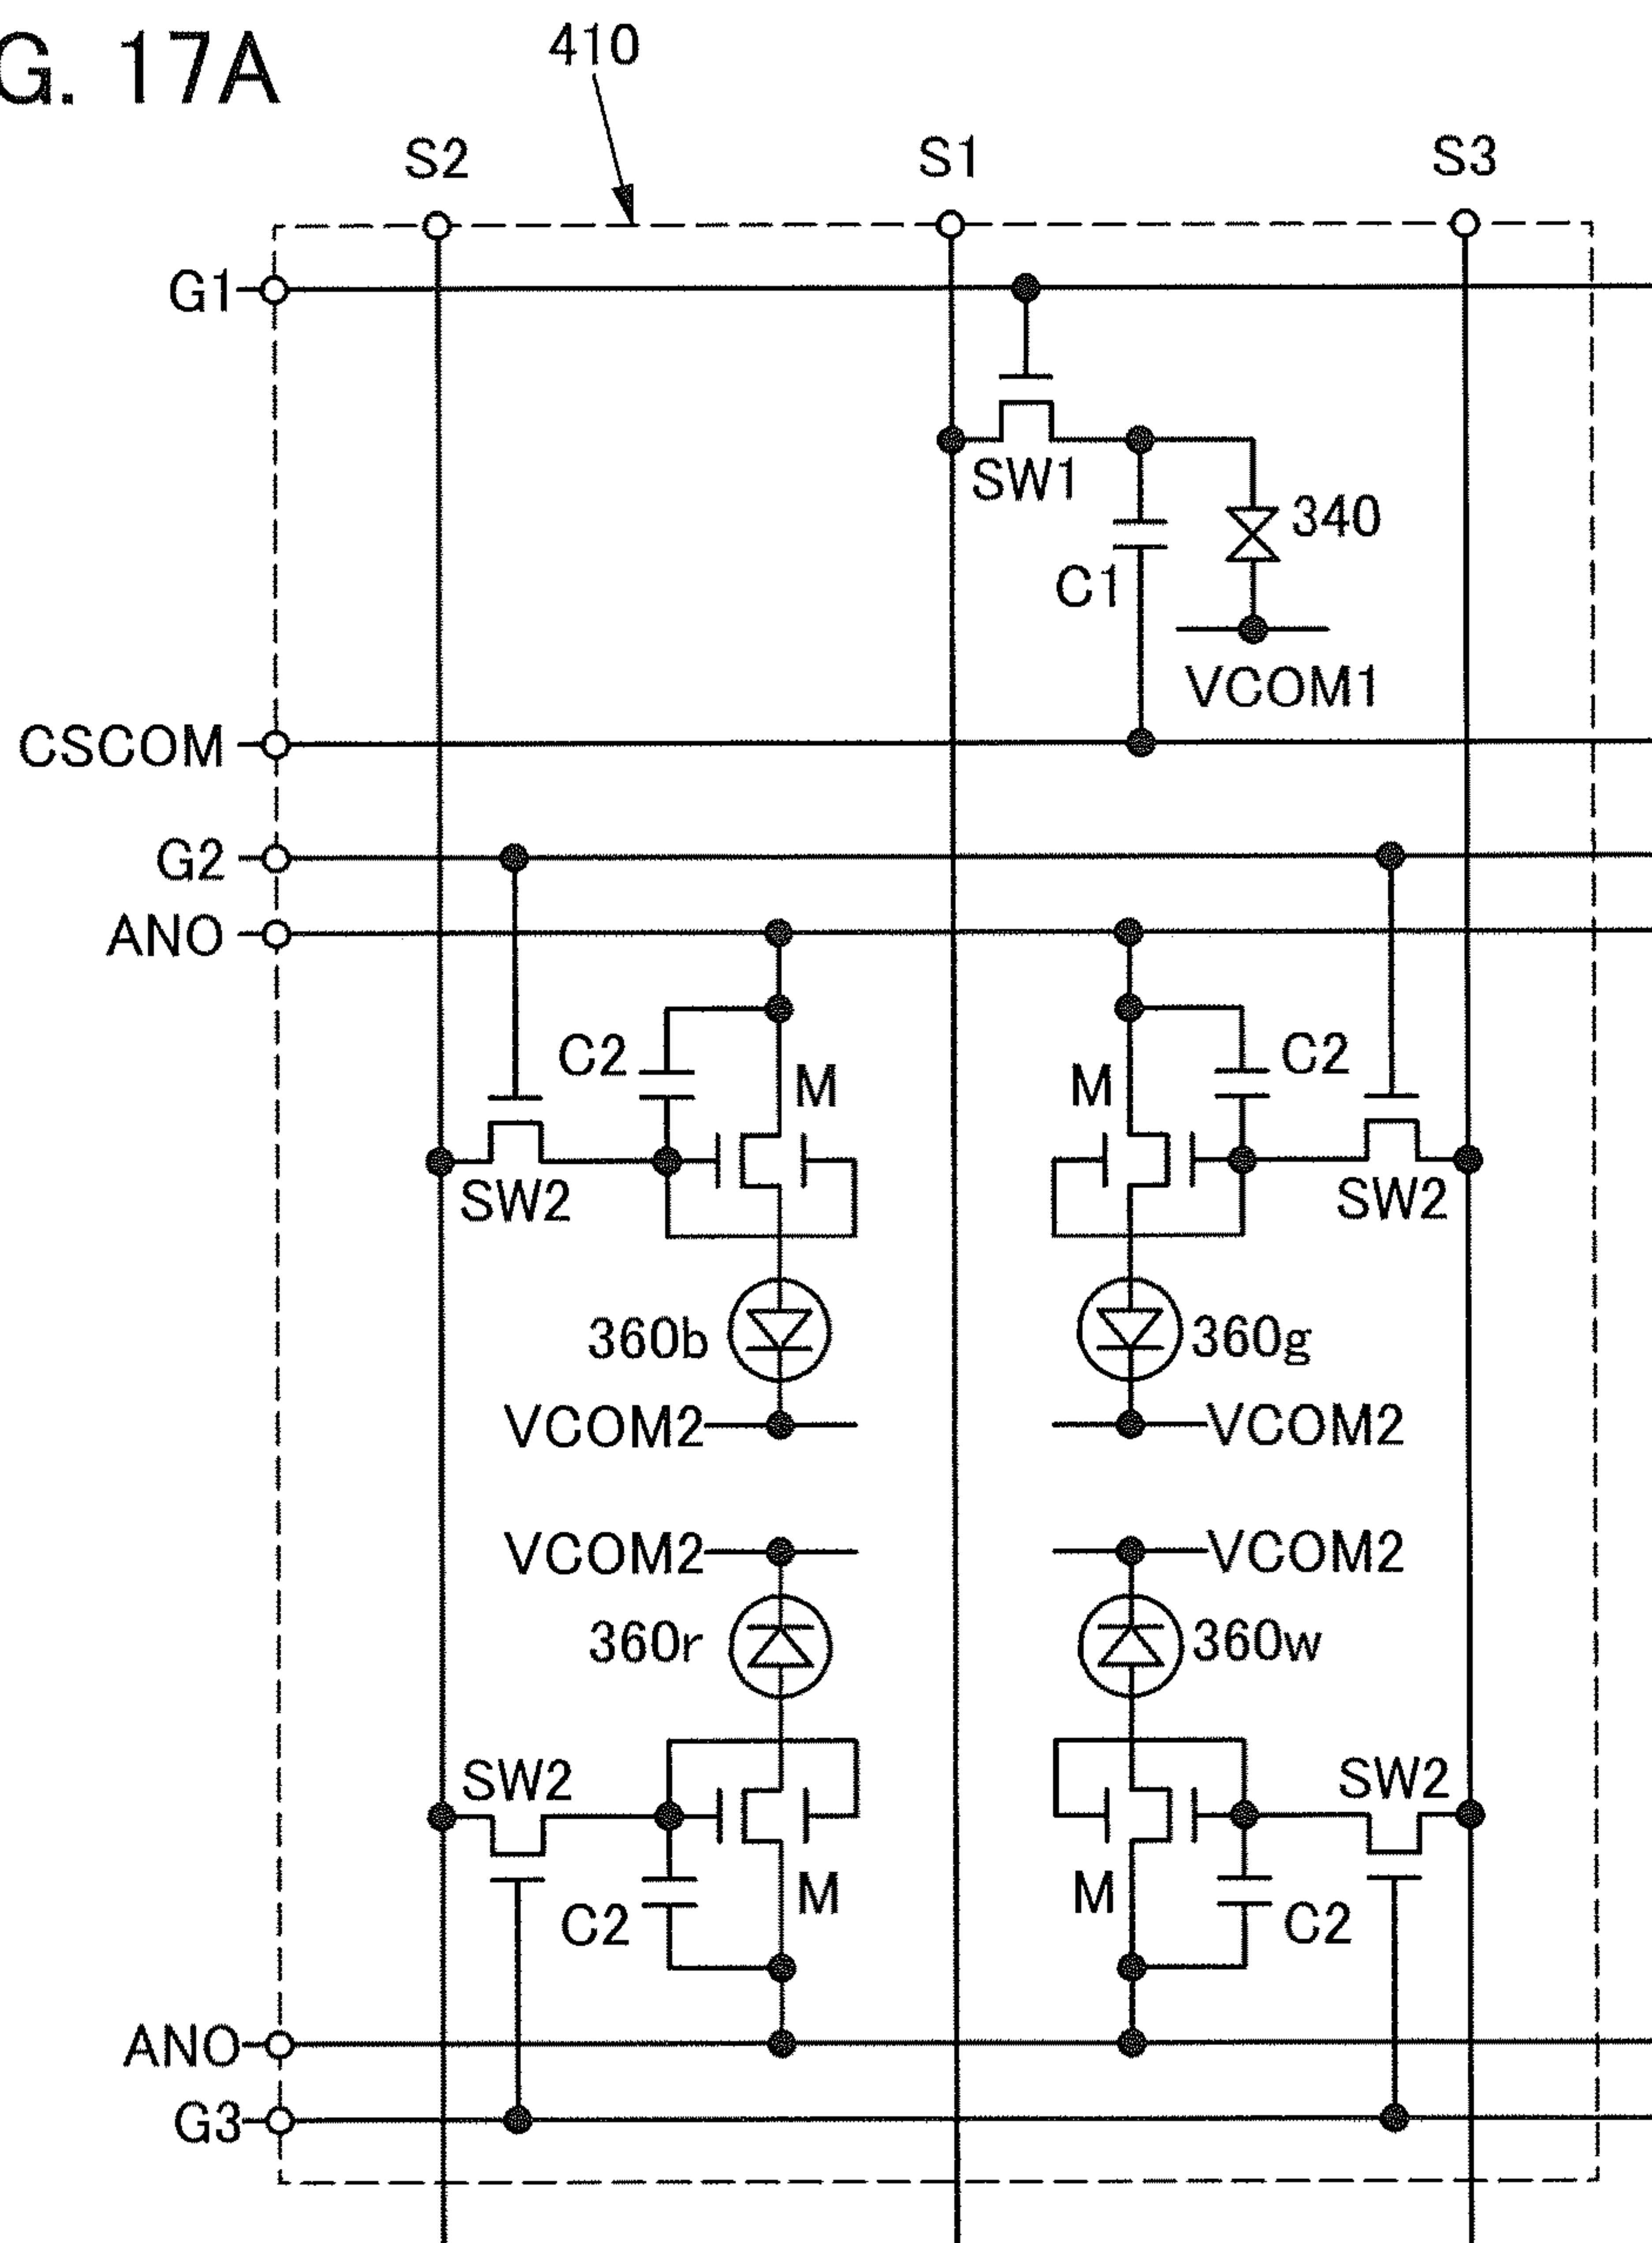 G. 17A
410
S2
S1
S3
G1
SW1
340
C1
VCOM1
CSCOM
G2
ANO
C2
M
M
C2
SW2
SW2
360b
360g
VCOM2
VCOM2
VCOM2
VCOM2
360r
360w
SW2
SW2
C2
M
M
C2
ANO
G3